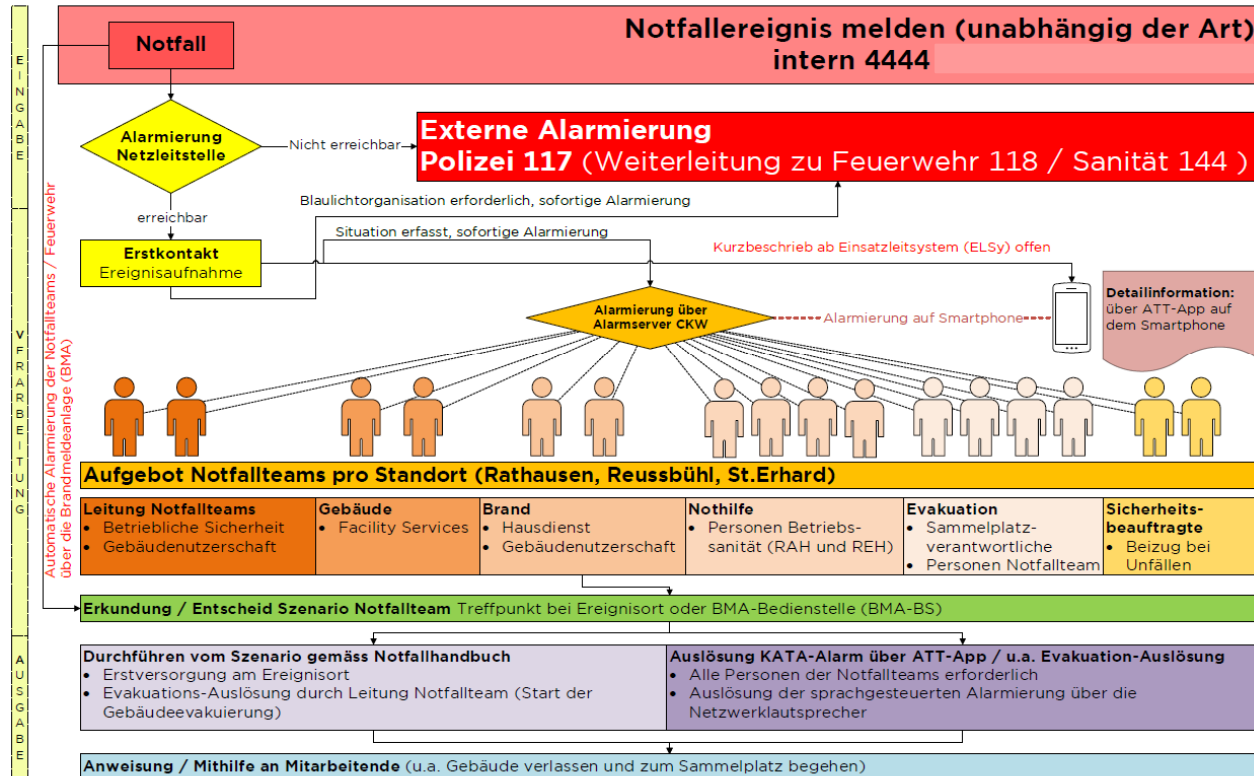 Notfallereignis melden (unabhängig der Art)
intern 4444
Notfall
EINGABE
Alarmierung
Netzleitstelle
Nicht erreichbar
Externe Alarmierung
Polizei 117 (Weiterleitung zu Feuerwehr 118 / Sanität 144 )
erreichbar
Blaulichtorganisation erforderlich, sofortige Alarmierung
Situation erfasst, sofortige Alarmierung
Erstkontakt
Ereignisaufnahme
Kurzbeschrieb ab Einsatzleitsystem (ELSy) offen
Automatische Alarmierung der Notfallteams / Feuerwehr
über die Brandmeldeanlage (BMA)
VFRARBEITUNG
Alarmierung über
Alarmserver CKW
Alarmierung auf Smartphone
Detailinformation:
über ATT-App auf
dem Smartphone
Aufgebot Notfallteams pro Standort (Rathausen, Reussbühl, St.Erhard)
Leitung Notfallteams
• Betriebliche Sicherheit
• Gebäudenutzerschaft
Gebäude
• Facility Services
Brand
• Hausdienst
• Gebäudenutzerschaft
Nothilfe
• Personen Betriebs-
sanität (RAH und REH)
Evakuation
• Sammelplatz-
verantwortliche
• Personen Notfallteam
Sicherheits-
beauftragte
• Beizug bei
Unfällen
Erkundung / Entscheid Szenario Notfallteam Treffpunkt bei Ereignisort oder BMA-Bedienstelle (BMA-BS)
AUSGABE
Durchführen vom Szenario gemäss Notfallhandbuch
• Erstversorgung am Ereignisort
• Evakuations-Auslösung durch Leitung Notfallteam (Start der
Gebäudeevakuierung)
Auslösung KATA-Alarm über ATT-App / u.a. Evakuation-Auslösung
• Alle Personen der Notfallteams erforderlich
• Auslösung der sprachgesteuerten Alarmierung über die
Netzwerklautsprecher
Anweisung / Mithilfe an Mitarbeitende (u.a. Gebäude verlassen und zum Sammelplatz begehen)